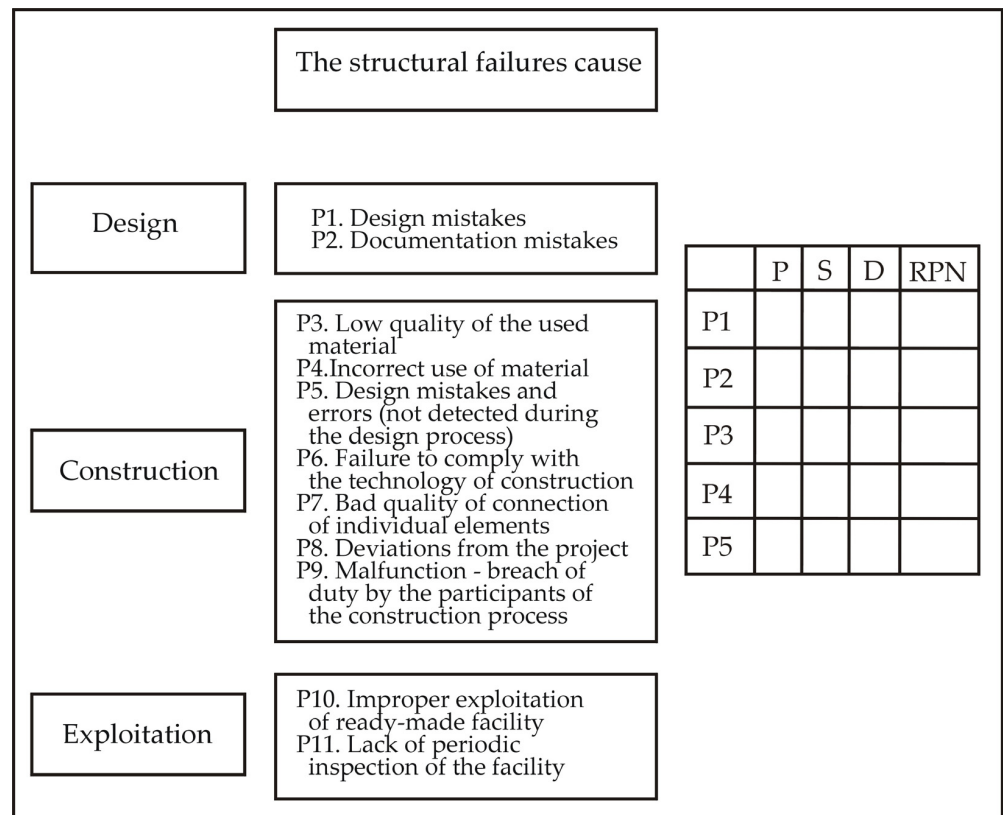 The structural failures cause
Design
P1. Design mistakes
P2. Documentation mistakes
Construction
P3. Low quality of the used
material
P4.Incorrect use of material
P5. Design mistakes and
errors (not detected during
the design process)
P6. Failure to comply with
the technology of construction
P7. Bad quality of connection
of individual elements
P8. Deviations from the project
P9. Malfunction - breach of
duty by the participants of
the construction process
Exploitation
P10. Improper exploitation
of ready-made facility
P11. Lack of periodic
inspection of the facility
P S D RPN
P1
P2
P3
P4
P5